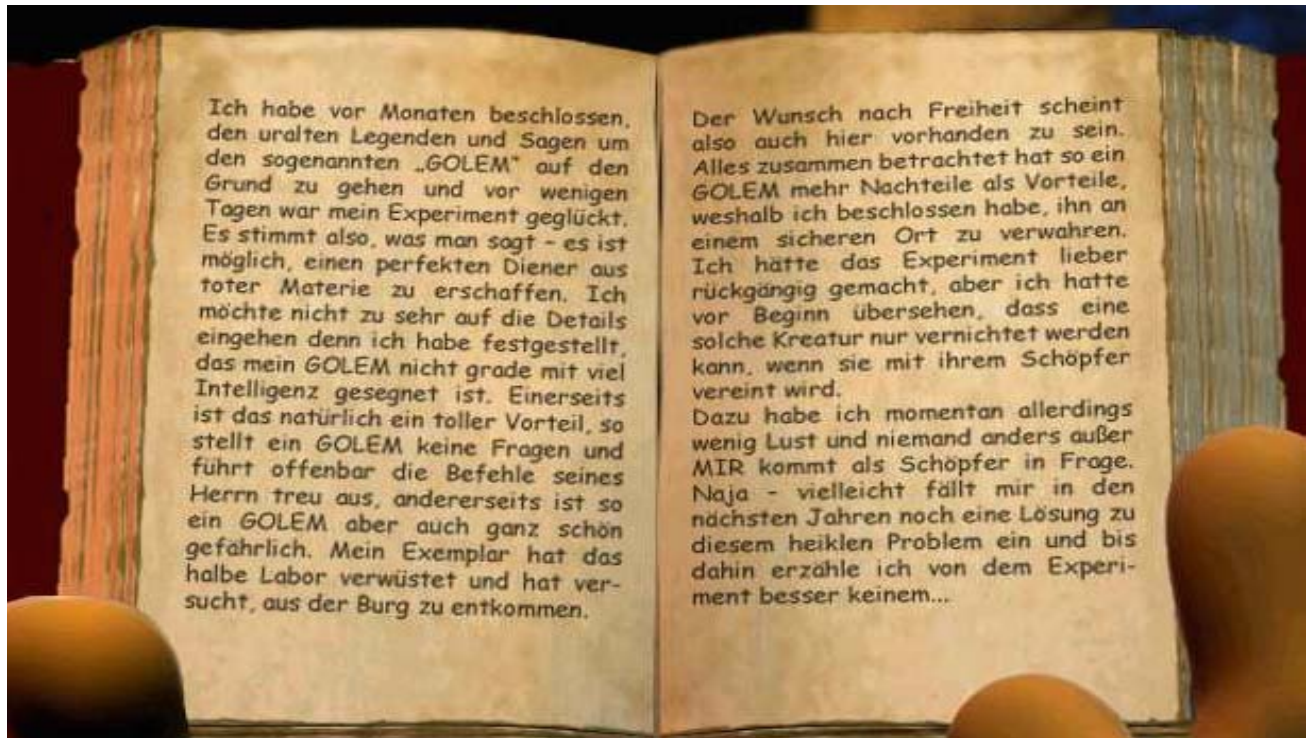 Ich habe vor Monaten beschlossen,
den uralten Legenden und Sagen um
den sogenannten „GOLEM" auf den
Grund zu gehen und vor wenigen
Tagen war mein Experiment geglückt.
Es stimmt also, was man sagt - es ist
möglich, einen perfekten Diener aus
toter Materie zu erschaffen. Ich
möchte nicht zu sehr auf die Details
eingehen denn ich habe festgestellt,
das mein GOLEM nicht grade mit viel
Intelligenz gesegnet ist. Einerseits
ist das natürlich ein toller Vorteil, so
stellt ein GOLEM keine Fragen und
führt offenbar die Befehle seines
Herrn treu aus, andererseits ist so
ein GOLEM aber auch ganz schön
gefährlich. Mein Exemplar hat das
halbe Labor verwüstet und hat ver-
sucht, aus der Burg zu entkommen.
Der Wunsch nach Freiheit scheint
also auch hier vorhanden zu sein.
Alles zusammen betrachtet hat so ein
GOLEM mehr Nachteile als Vorteile,
weshalb ich beschlossen habe, ihn an
einem sicheren Ort zu verwahren.
Ich hätte das Experiment lieber
rückgängig gemacht, aber ich hatte
vor Beginn übersehen, dass eine
solche Kreatur nur vernichtet werden
kann, wenn sie mit ihrem Schöpfer
vereint wird.
Dazu habe ich momentan allerdings
wenig Lust und niemand anders außer
MIR kommt als Schöpfer in Frage.
Naja - vielleicht fällt mir in den
nächsten Jahren noch eine Lösung zu
diesem heiklen Problem ein und bis
dahin erzähle ich von dem Experi-
ment besser keinem...